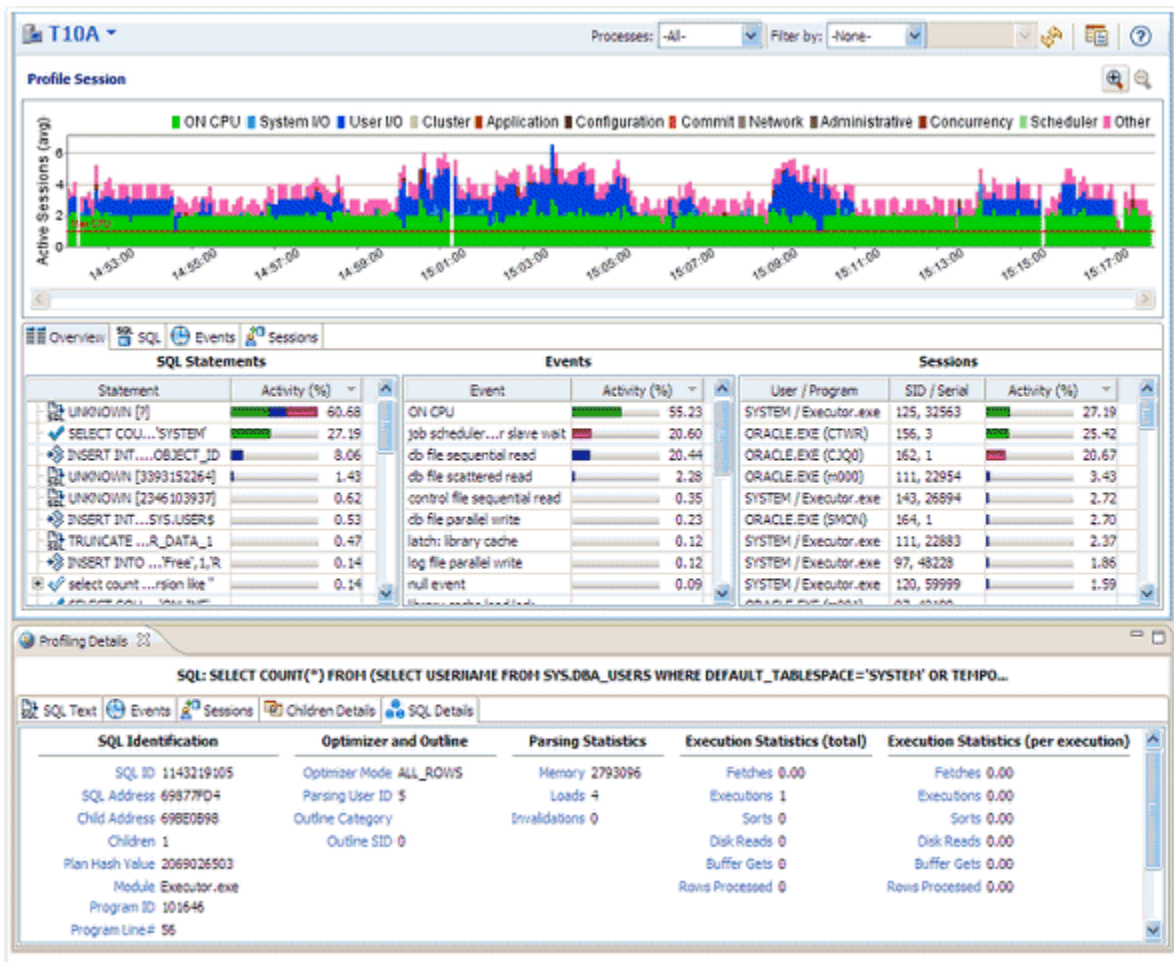 T10A
Processes: -All- Filter by: -None-
Profile Session
ON CPU System I/O User I/O Cluster Application Configuration Commit Network Administrative Concurrency Scheduler Other
Active Sessions (avg)
6
4
2
0
14:53:00 14:55:00 14:57:00 14:59:00 15:01:00 15:03:00 15:05:00 15:07:00 15:09:00 15:11:00 15:13:00 15:15:00 15:17:00
Overview SQL Events Sessions
SQL Statements Events Sessions
Statement Activity (%) Event Activity (%) User / Program SID / Serial Activity (%)
UNKNOWN [?] 60.68 ON CPU 55.23 SYSTEM / Executor.exe 125, 32563 27.19
SELECT COU...'SYSTEM' 27.19 job scheduler...r slave wait 20.60 ORACLE.EXE (CTWR) 156, 3 25.42
INSERT INT.....OBJECT_ID 8.06 db file sequential read 20.44 ORACLE.EXE (CJQ0) 162, 1 20.67
UNKNOWN [3393152264] 1.43 db file scattered read 2.28 ORACLE.EXE (m000) 111, 22954 3.43
UNKNOWN [2346103937] 0.62 control file sequential read 0.35 SYSTEM / Executor.exe 143, 26894 2.72
INSERT INT...SYS.USER$ 0.53 db file parallel write 0.23 ORACLE.EXE (SMON) 164, 1 2.70
TRUNCATE ...R_DATA_1 0.47 latch: library cache 0.12 SYSTEM / Executor.exe 111, 22883 2.37
INSERT INTO ...'Free',1,'R 0.14 log file parallel write 0.12 SYSTEM / Executor.exe 97, 48228 1.86
select count ...rsion like " 0.14 null event 0.09 SYSTEM / Executor.exe 120, 59999 1.59
Profiling Details
SQL: SELECT COUNT(*) FROM (SELECT USERNAME FROM SYS.DBA_USERS WHERE DEFAULT_TABLESPACE='SYSTEM' OR TEMPO...
SQL Text Events Sessions Children Details SQL Details
SQL Identification Optimizer and Outline Parsing Statistics Execution Statistics (total) Execution Statistics (per execution)
SQL ID 1143219105 Optimizer Mode ALL_ROWS Memory 2793096 Fetches 0.00 Fetches 0.00
SQL Address 69877FD4 Parsing User ID 5 Loads 4 Executions 1 Executions 0.00
Child Address 698E0B98 Outline Category Invalidations 0 Sorts 0 Sorts 0.00
Children 1 Outline SID 0 Disk Reads 0 Disk Reads 0.00
Plan Hash Value 2069026503 Buffer Gets 0 Buffer Gets 0.00
Module Executor.exe Rows Processed 0 Rows Processed 0.00
Program ID 101646
Program Line# 56